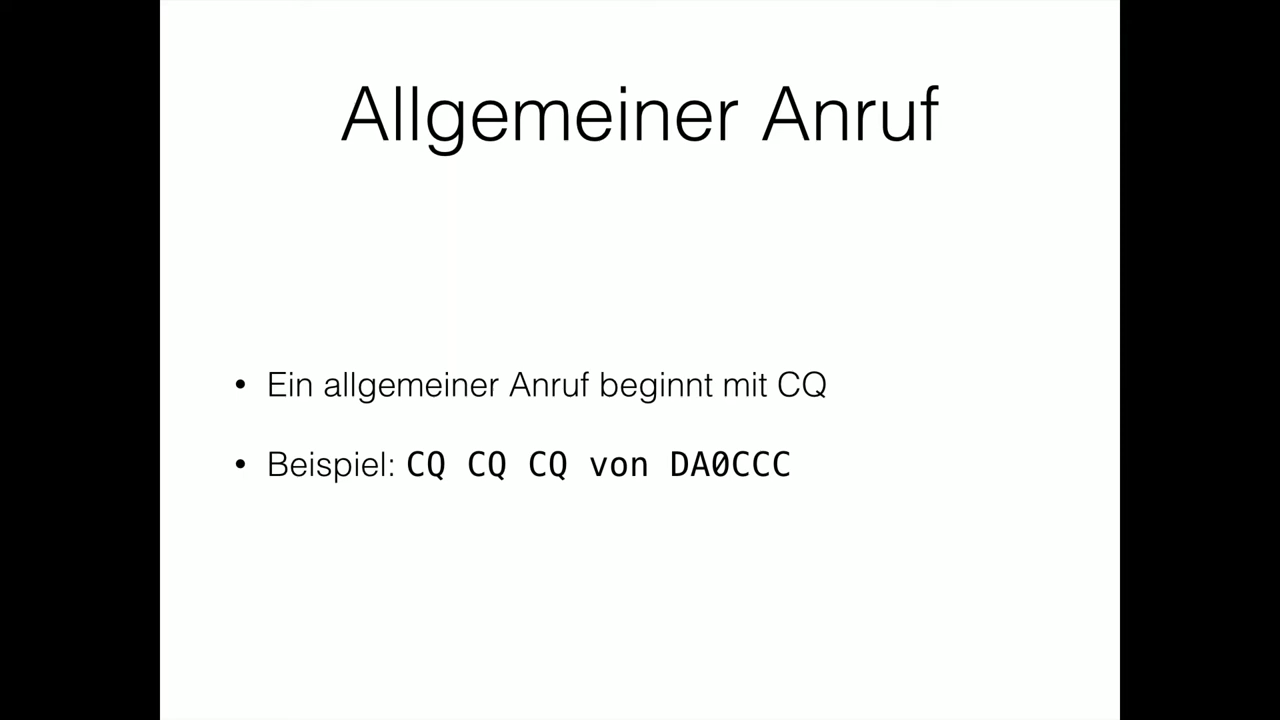 Allgemeiner Anruf
• Ein allgemeiner Anruf beginnt mit CQ
• Beispiel: CQ CQ CQ von DA0CCC